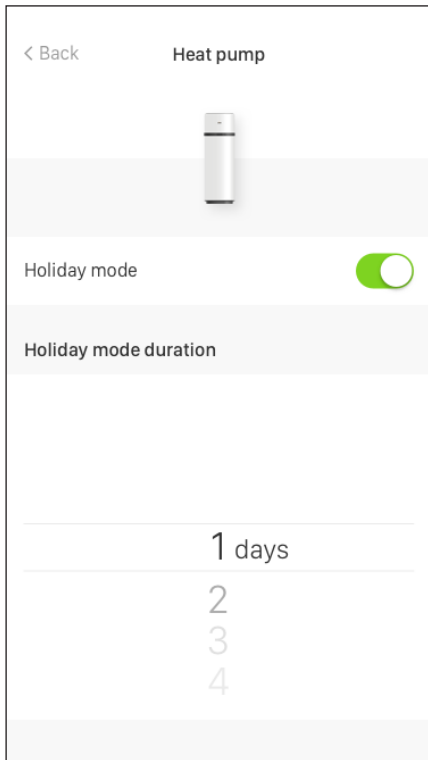 Back
Heat pump
Holiday mode
Holiday mode duration
1 days
2
3
4